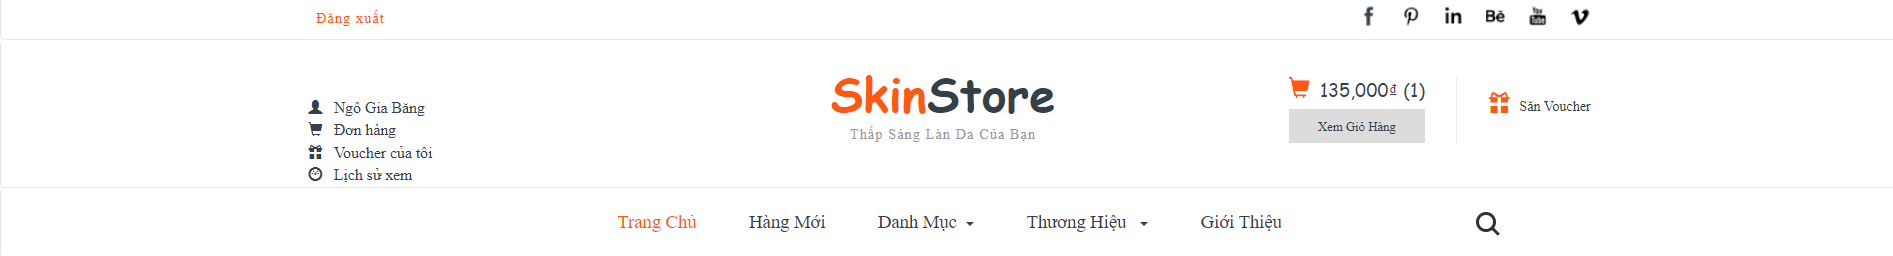 Đăng xuất
Ngô Gia Băng
Đơn hàng
Voucher của tôi
Lịch sử xem
SkinStore
Thắp Sáng Làn Da Của Bạn
135,000₫ (1)
Xem Giỏ Hàng
Săn Voucher
Trang Chủ Hàng Mới Danh Mục Thương Hiệu Giới Thiệu